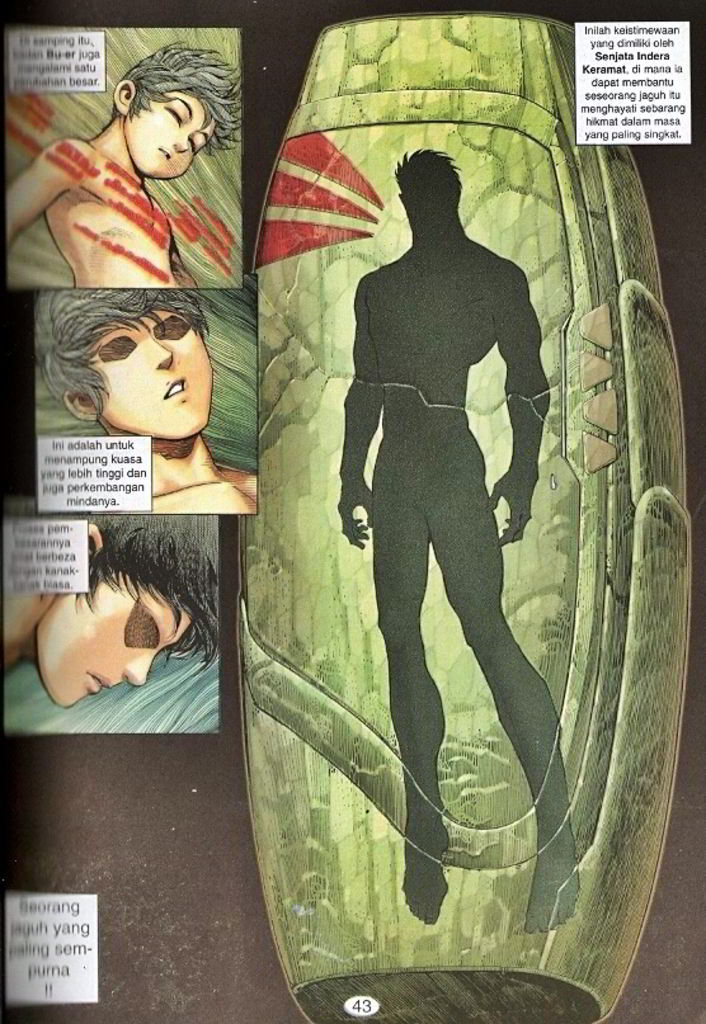 Di samping itu,
badan Bu-er juga
mengalami satu
perubahan besar.
Inilah keistimewaan
yang dimiliki oleh
Senjata Indera
Keramat, di mana ia
dapat membantu
seseorang jaguh itu
menghayati sebarang
hikmat dalam masa
yang paling singkat.
Ini adalah untuk
menampung kuasa
yang lebih tinggi dan
juga perkembangan
mindanya.
Proses pem-
besarannya
amat berbeza
dengan kanak-
kanak biasa.
Seorang
jaguh yang
paling sem-
purna
!!
43